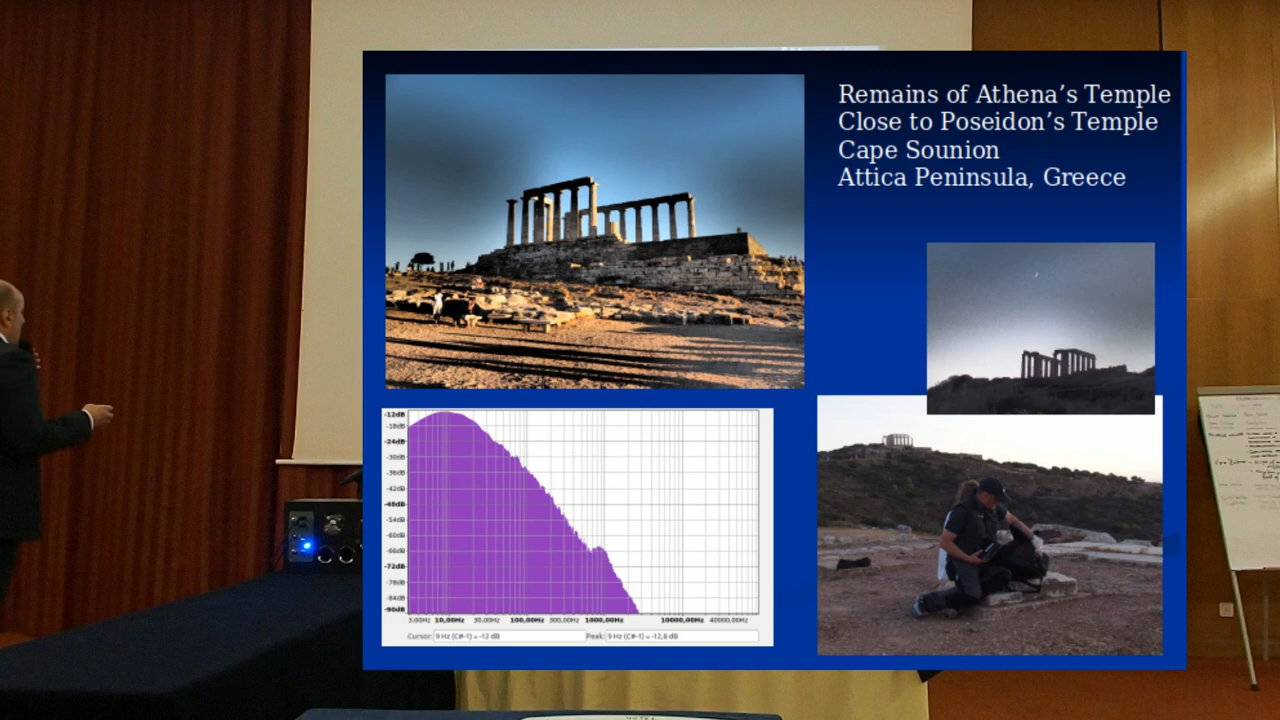 Remains of Athena’s Temple
Close to Poseidon’s Temple
Cape Sounion
Attica Peninsula, Greece
-12dB
-18dB
-24dB
-30dB
-36dB
-42dB
-48dB
-54dB
-60dB
-66dB
-72dB
-78dB
-84dB
-90dB
3,00Hz 10,00Hz 30,00Hz 100,00Hz 300,00Hz 1000,00Hz 10000,00Hz 40000,00Hz
Cursor: 9 Hz (C#-1) = -12 dB Peak: 9 Hz (C#-1) = -12,8 dB